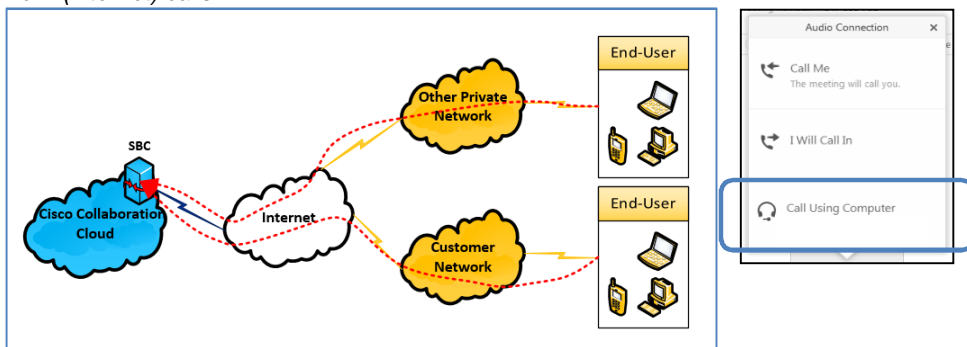 End-User
Other Private
Network
SBC
Cisco Collaboration
Cloud
Internet
End-User
Customer
Network
Audio Connection
Call Me
The meeting will call you.
I Will Call In
Call Using Computer